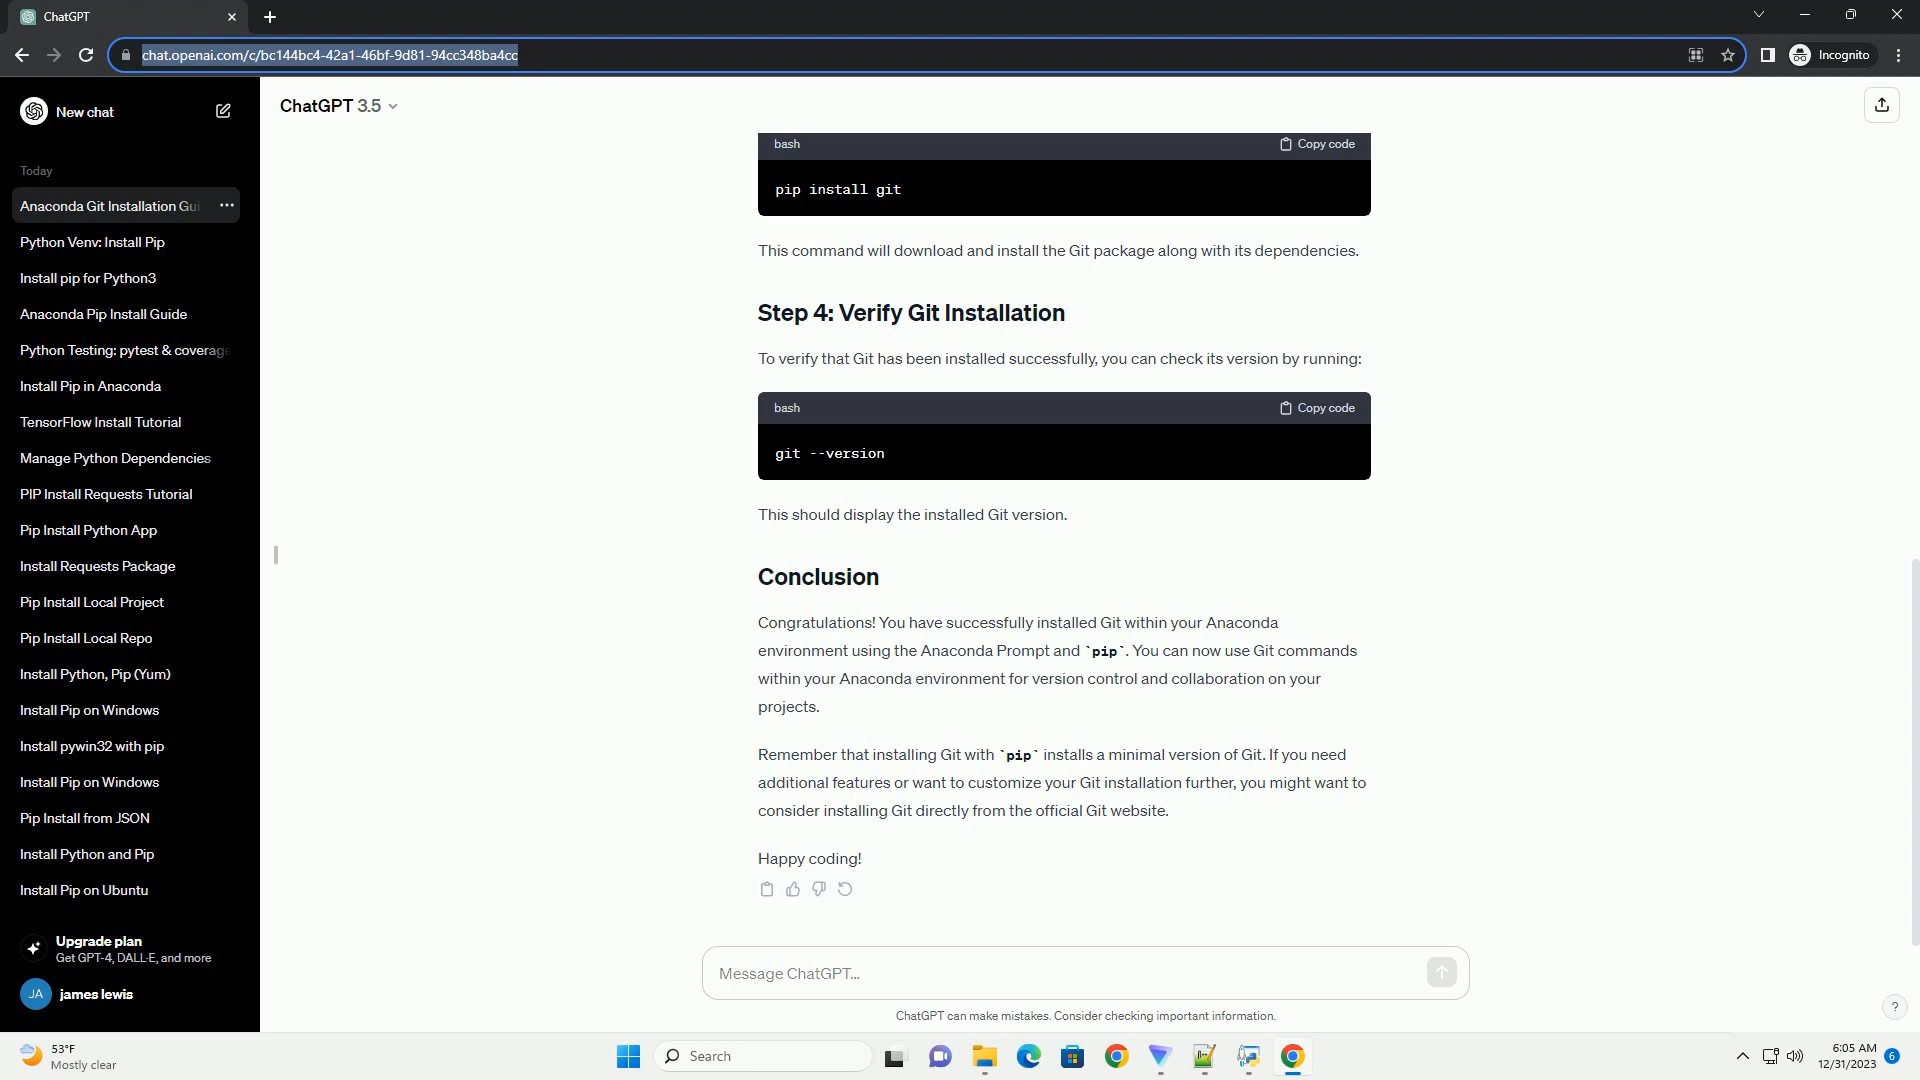 ChatGPT
chat.openai.com/c/bc144bc4-42a1-46bf-9d81-94cc348ba4cc
Incognito
New chat
ChatGPT 3.5
Today
Anaconda Git Installation Gui
Python Venv: Install Pip
Install pip for Python3
Anaconda Pip Install Guide
Python Testing: pytest & coverage
Install Pip in Anaconda
TensorFlow Install Tutorial
Manage Python Dependencies
PIP Install Requests Tutorial
Pip Install Python App
Install Requests Package
Pip Install Local Project
Pip Install Local Repo
Install Python, Pip (Yum)
Install Pip on Windows
Install pywin32 with pip
Install Pip on Windows
Pip Install from JSON
Install Python and Pip
Install Pip on Ubuntu
Upgrade plan
Get GPT-4, DALL·E, and more
JA
james lewis
bash
Copy code
pip install git
This command will download and install the Git package along with its dependencies.
Step 4: Verify Git Installation
To verify that Git has been installed successfully, you can check its version by running:
bash
Copy code
git --version
This should display the installed Git version.
Conclusion
Congratulations! You have successfully installed Git within your Anaconda
environment using the Anaconda Prompt and `pip`. You can now use Git commands
within your Anaconda environment for version control and collaboration on your
projects.
Remember that installing Git with `pip` installs a minimal version of Git. If you need
additional features or want to customize your Git installation further, you might want to
consider installing Git directly from the official Git website.
Happy coding!
Message ChatGPT...
ChatGPT can make mistakes. Consider checking important information.
?
53°F
Mostly clear
Search
6:05 AM
12/31/2023
6